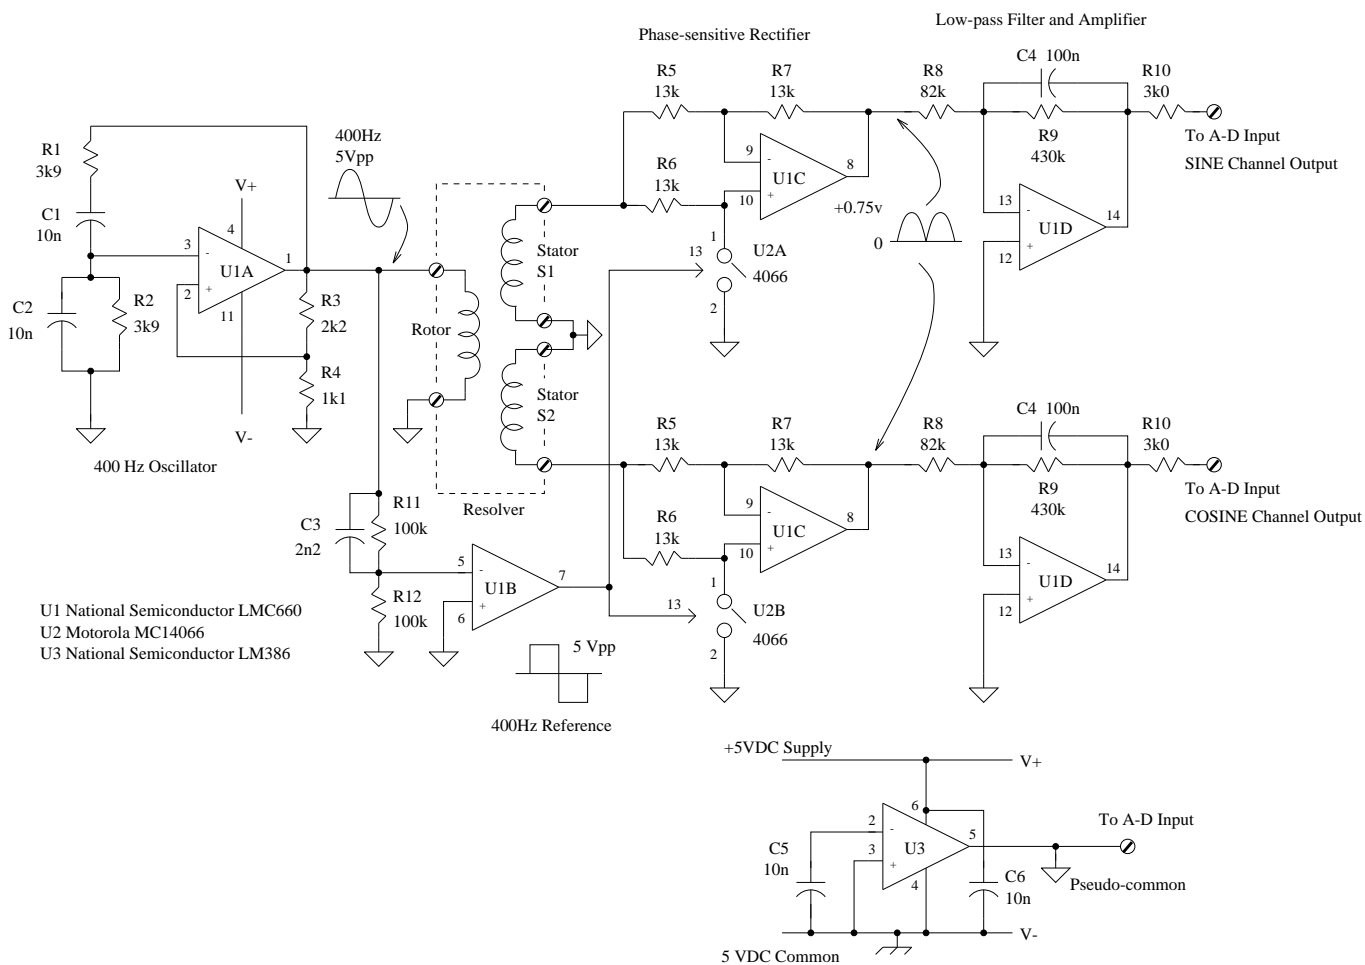 Low-pass Filter and Amplifier
Phase-sensitive Rectifier
R5
13k
R7
13k
R8
82k
C4 100n
R10
3k0
R9
430k
To A-D Input
SINE Channel Output
R6
13k
9
-
10
+
U1C
8
+0.75v
0
13
-
12
+
U1D
14
1
13
U2A
4066
2
R1
3k9
C1
10n
V+
4
3
-
U1A
1
2
+
11
C2
10n
R2
3k9
R3
2k2
R4
1k1
V-
400 Hz Oscillator
400Hz
5Vpp
Rotor
Stator
S1
Stator
S2
Resolver
R5
13k
R7
13k
R8
82k
C4 100n
R10
3k0
R9
430k
To A-D Input
COSINE Channel Output
R6
13k
9
-
10
+
U1C
8
13
-
12
+
U1D
14
1
13
U2B
4066
2
C3
2n2
R11
100k
R12
100k
5
-
6
+
U1B
7
5 Vpp
400Hz Reference
U1 National Semiconductor LMC660
U2 Motorola MC14066
U3 National Semiconductor LM386
+5VDC Supply
V+
6
2
-
3
+
U3
5
4
C5
10n
C6
10n
To A-D Input
Pseudo-common
V-
5 VDC Common